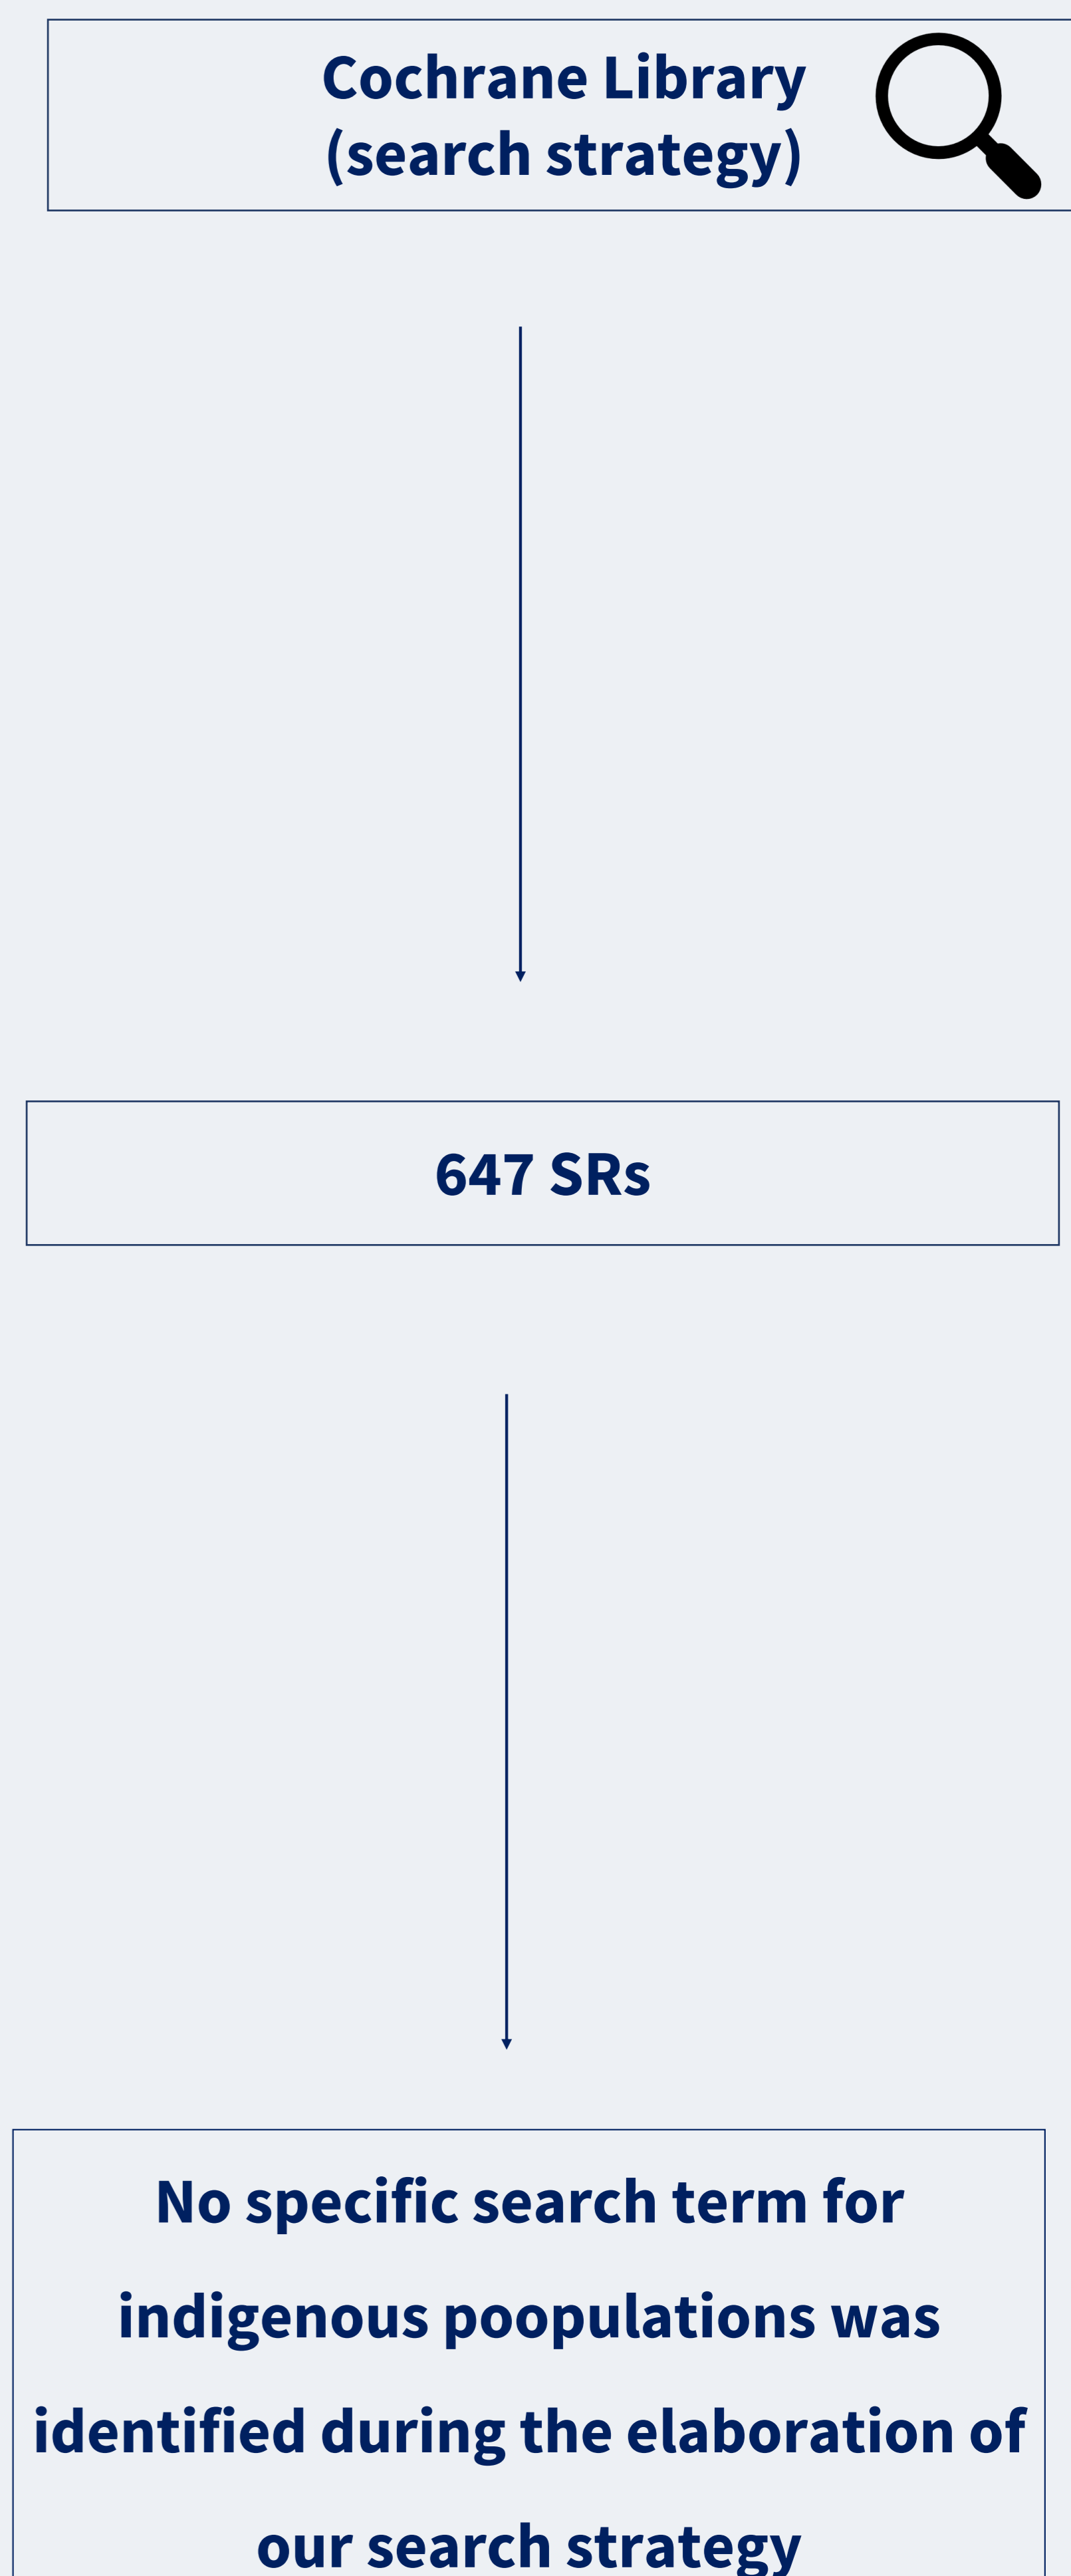 Cochrane Library
(search strategy)
647 SRs
No specific search term for
indigenous poopulations was
identified during the elaboration of
our search strategy